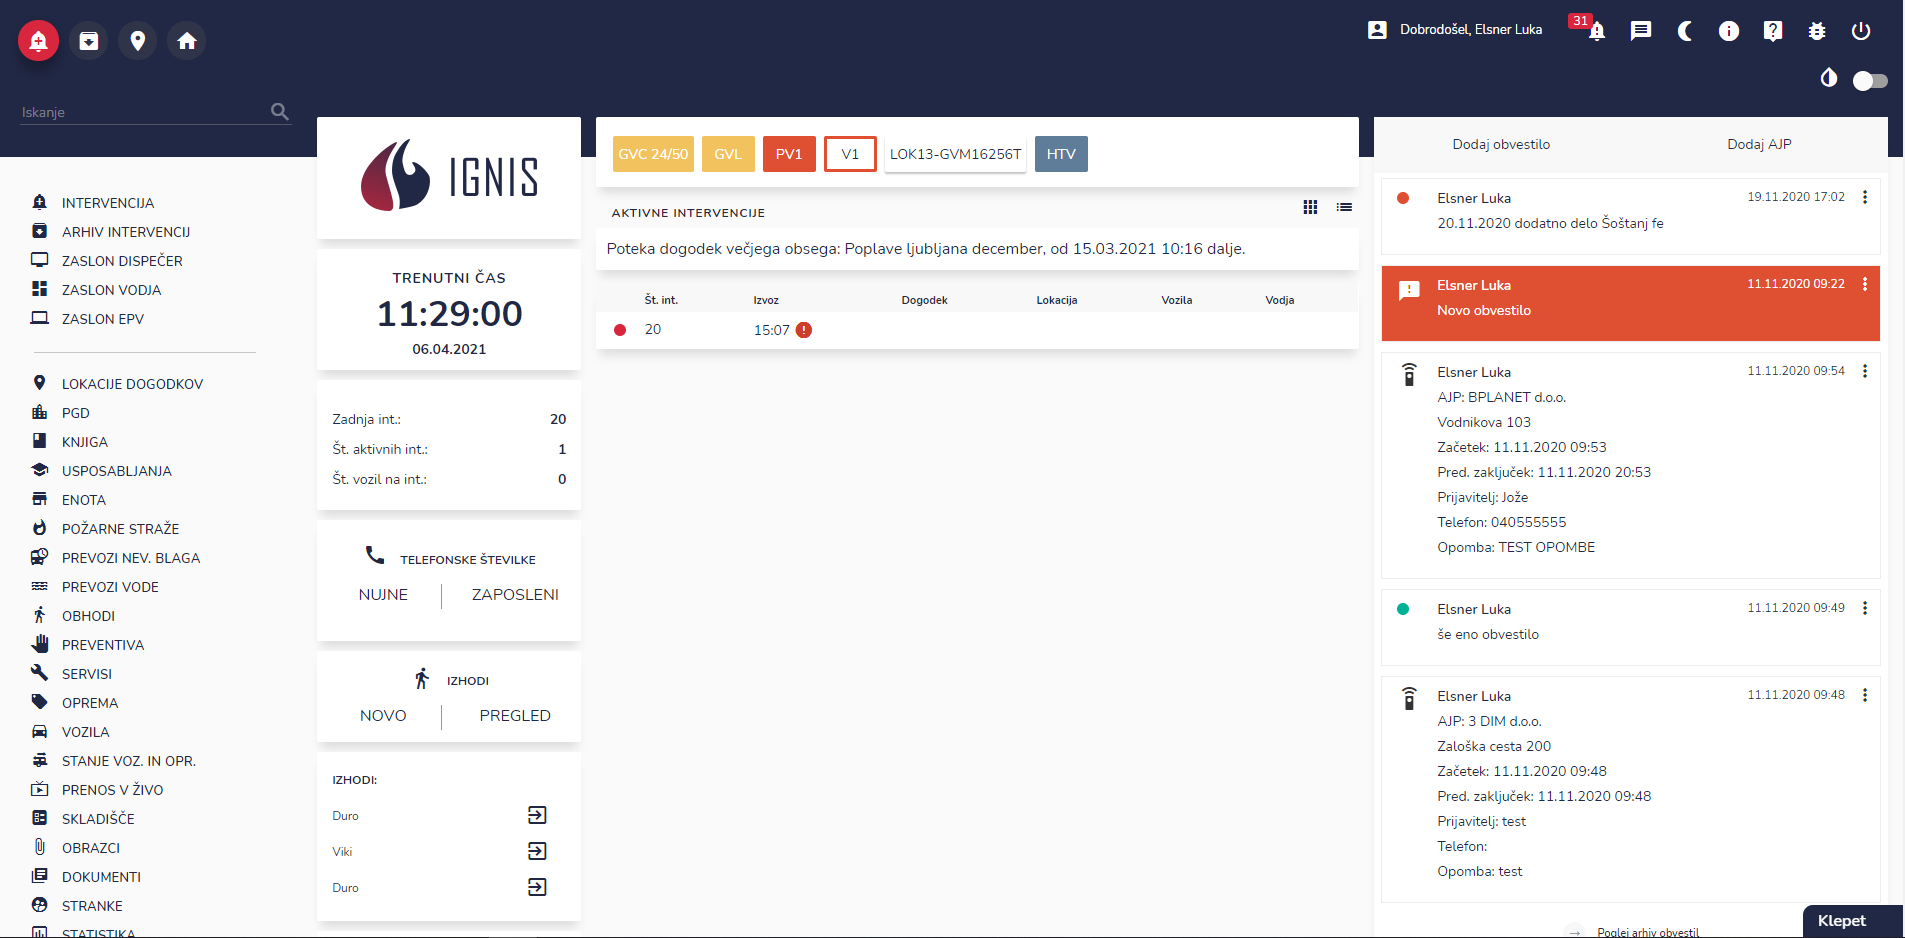 Dobrodošel, Elsner Luka
31
Iskanje
INTERVENCIJA
ARHIV INTERVENCIJ
ZASLON DISPEČER
ZASLON VODJA
ZASLON EPV
LOKACIJE DOGODKOV
PGD
KNJIGA
USPOSABLJANJA
ENOTA
POŽARNE STRAŽE
PREVOZI NEV. BLAGA
PREVOZI VODE
OBHODI
PREVENTIVA
SERVISI
OPREMA
VOZILA
STANJE VOZ. IN OPR.
PRENOS V ŽIVO
SKLADIŠČE
OBRAZCI
DOKUMENTI
STRANKE
STATISTIKA
IGNIS
TRENUTNI ČAS
11:29:00
06.04.2021
Zadnja int.: 20
Št. aktivnih int.: 1
Št. vozil na int.: 0
TELEFONSKE ŠTEVILKE
NUJNE ZAPOSLENI
IZHODI
NOVO PREGLED
IZHODI:
Duro
Viki
Duro
GVC 24/50 GVL PV1 V1 LOK13-GVM16256T HTV
AKTIVNE INTERVENCIJE
Poteka dogodek večjega obsega: Poplave ljubljana december, od 15.03.2021 10:16 dalje.
Št. int. Izvoz Dogodek Lokacija Vozila Vodja
20 15:07
Dodaj obvestilo Dodaj AJP
Elsner Luka 19.11.2020 17:02
20.11.2020 dodatno delo Šoštanj fe
Elsner Luka 11.11.2020 09:22
Novo obvestilo
Elsner Luka 11.11.2020 09:54
AJP: BPLANET d.o.o.
Vodnikova 103
Začetek: 11.11.2020 09:53
Pred. zaključek: 11.11.2020 20:53
Prijavitelj: Jože
Telefon: 040555555
Opomba: TEST OPOMBE
Elsner Luka 11.11.2020 09:49
še eno obvestilo
Elsner Luka 11.11.2020 09:48
AJP: 3 DIM d.o.o.
Zaloška cesta 200
Začetek: 11.11.2020 09:48
Pred. zaključek: 11.11.2020 09:48
Prijavitelj: test
Telefon:
Opomba: test
Poglej arhiv obvestil
Klepet